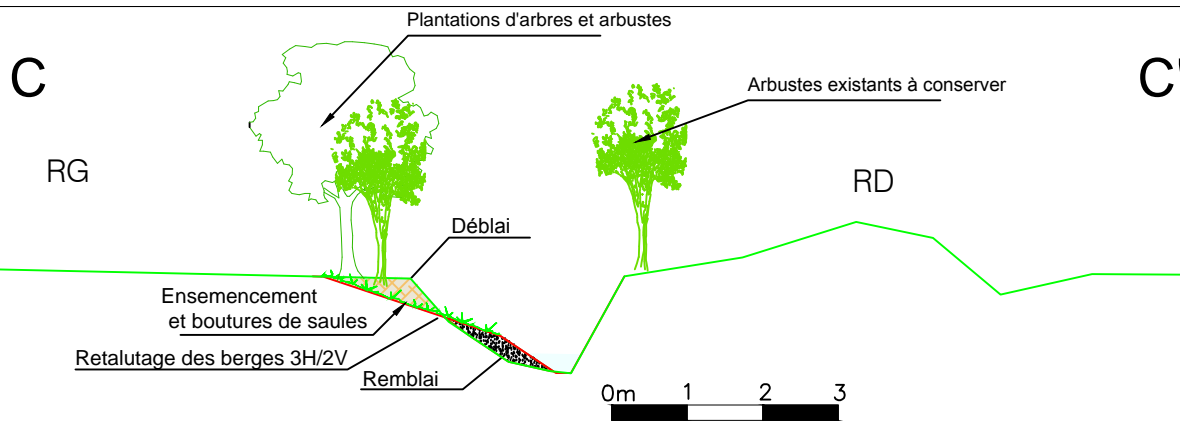 Plantations d'arbres et arbustes
C
C'
Arbustes existants à conserver
RG
RD
Déblai
Ensemencement
et boutures de saules
Retalutage des berges 3H/2V
Remblai
0m 1 2 3